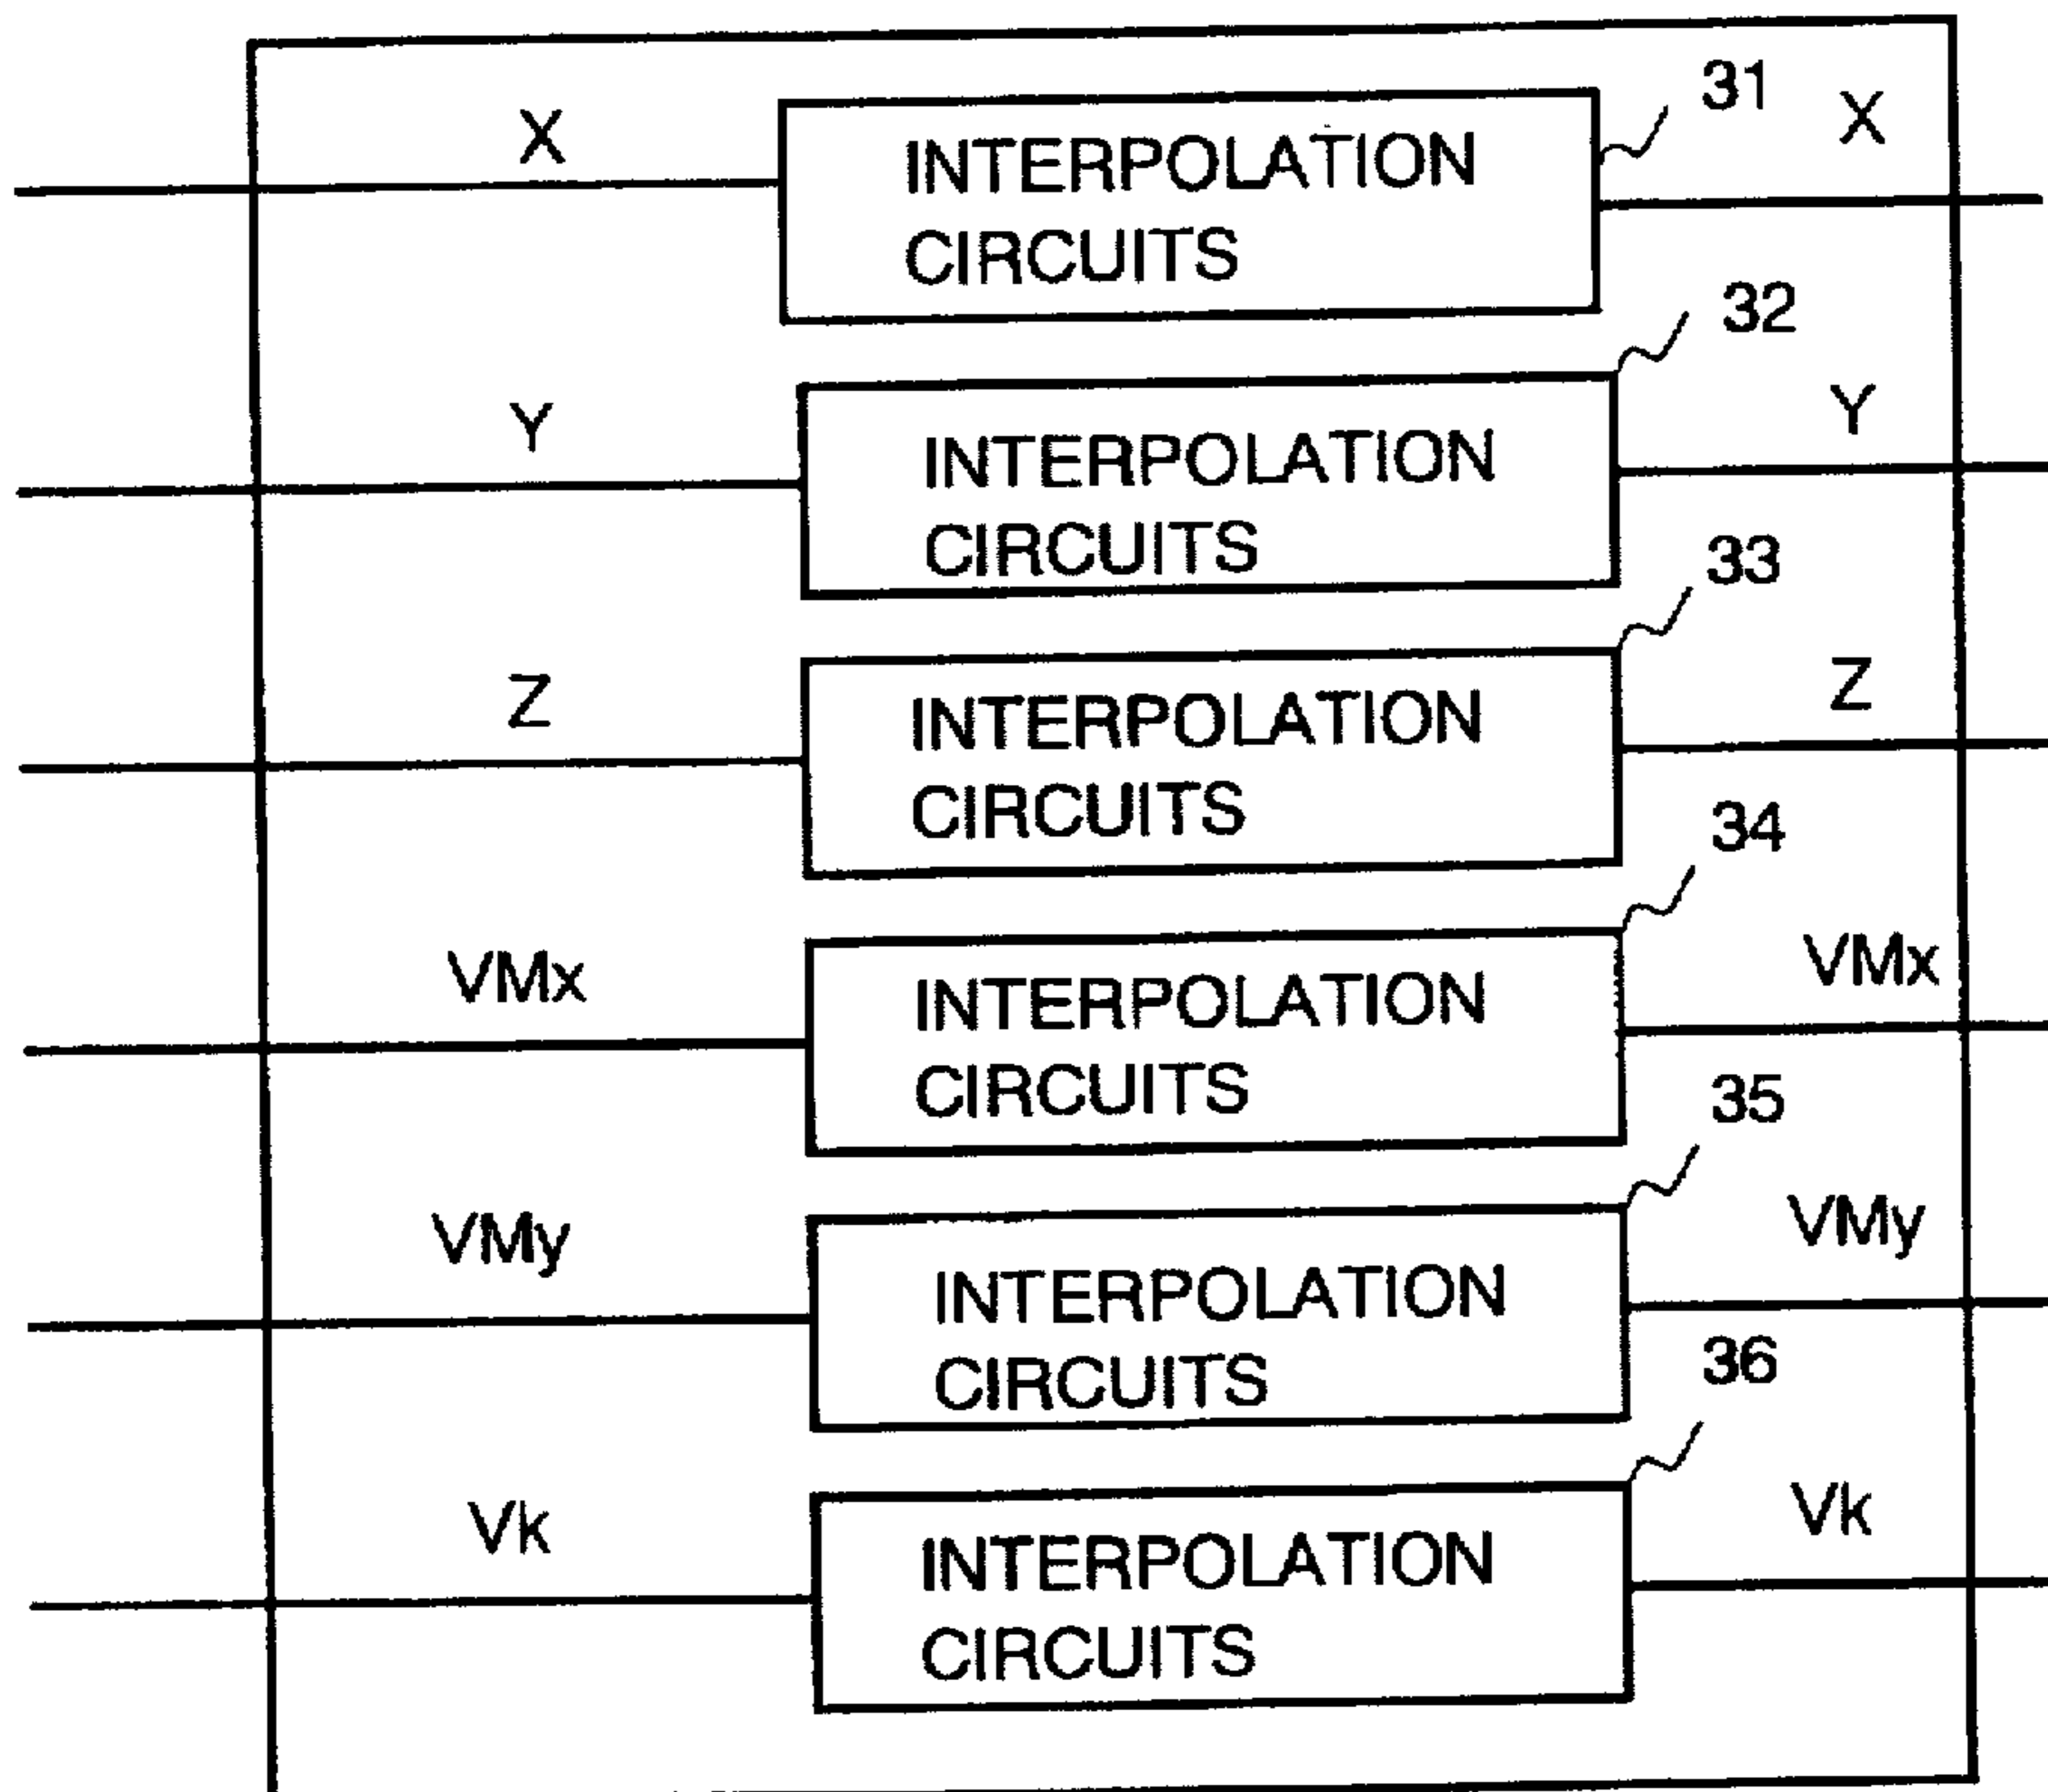 31
X
X
INTERPOLATION
CIRCUITS
32
Y
Y
INTERPOLATION
CIRCUITS
33
Z
Z
INTERPOLATION
CIRCUITS
34
VMx
VMx
INTERPOLATION
CIRCUITS
35
VMy
VMy
INTERPOLATION
CIRCUITS
36
Vk
Vk
INTERPOLATION
CIRCUITS